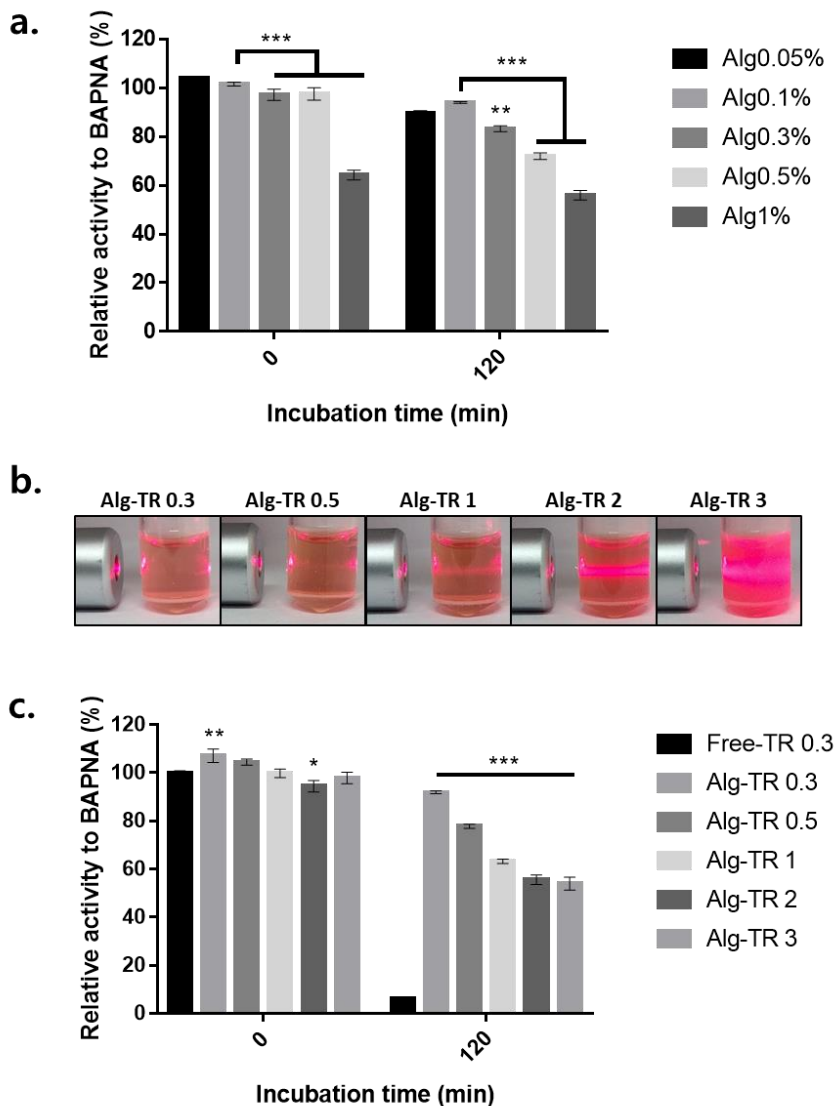 a.
Relative activity to BAPNA (%)
120
100
80
60
40
20
0
***
***
**
0
120
Incubation time (min)
Alg0.05%
Alg0.1%
Alg0.3%
Alg0.5%
Alg1%
b.
Alg-TR 0.3 Alg-TR 0.5 Alg-TR 1 Alg-TR 2 Alg-TR 3
c.
Relative activity to BAPNA (%)
120
100
80
60
40
20
0
**
*
***
0
120
Incubation time (min)
Free-TR 0.3
Alg-TR 0.3
Alg-TR 0.5
Alg-TR 1
Alg-TR 2
Alg-TR 3